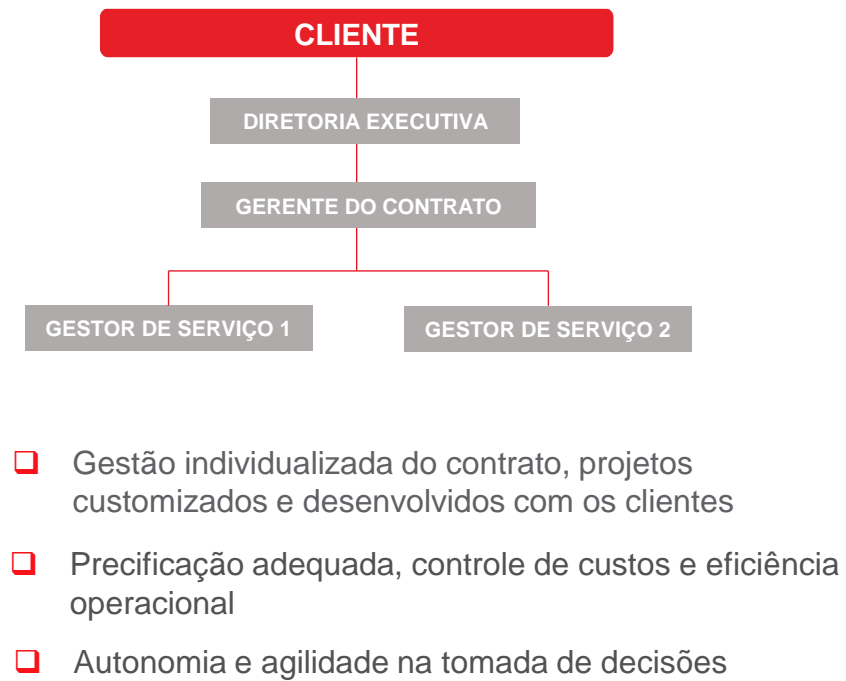 CLIENTE
DIRETORIA EXECUTIVA
GERENTE DO CONTRATO
GESTOR DE SERVIÇO 1
GESTOR DE SERVIÇO 2
Gestão individualizada do contrato, projetos
customizados e desenvolvidos com os clientes
Precificação adequada, controle de custos e eficiência
operacional
Autonomia e agilidade na tomada de decisões